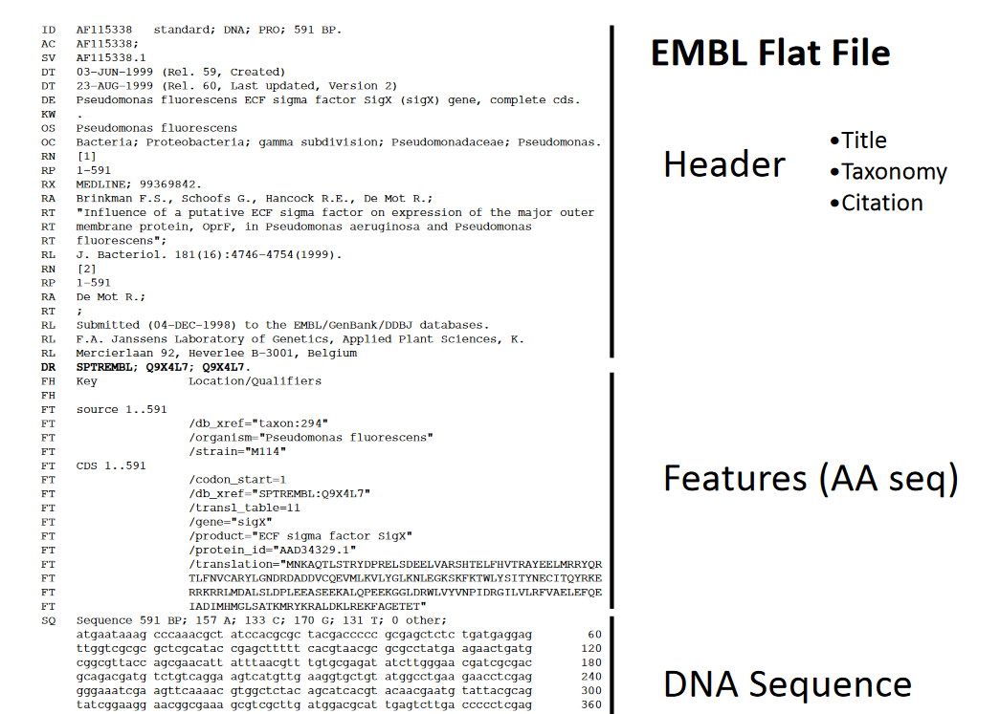 ID   AF115338   standard; DNA; PRO; 591 BP.
AC   AF115338;
SV   AF115338.1
DT   03-JUN-1999 (Rel. 59, Created)
DT   23-AUG-1999 (Rel. 60, Last updated, Version 2)
DE   Pseudomonas fluorescens ECF sigma factor SigX (sigX) gene, complete cds.
KW   .
OS   Pseudomonas fluorescens
OC   Bacteria; Proteobacteria; gamma subdivision; Pseudomonadaceae; Pseudomonas.
RN   [1]
RP   1-591
RX   MEDLINE; 99369842.
RA   Brinkman F.S., Schoofs G., Hancock R.E., De Mot R.;
RT   "Influence of a putative ECF sigma factor on expression of the major outer
RT   membrane protein, OprF, in Pseudomonas aeruginosa and Pseudomonas
RT   fluorescens";
RL   J. Bacteriol. 181(16):4746-4754(1999).
RN   [2]
RP   1-591
RA   De Mot R.;
RT   ;
RL   Submitted (04-DEC-1998) to the EMBL/GenBank/DDBJ databases.
RL   F.A. Janssens Laboratory of Genetics, Applied Plant Sciences, K.
RL   Mercierlaan 92, Heverlee B-3001, Belgium
DR   SPTREMBL; Q9X4L7; Q9X4L7.
FH   Key             Location/Qualifiers
FH
FT   source 1..591
FT                   /db_xref="taxon:294"
FT                   /organism="Pseudomonas fluorescens"
FT                   /strain="M114"
FT   CDS 1..591
FT                   /codon_start=1
FT                   /db_xref="SPTREMBL:Q9X4L7"
FT                   /transl_table=11
FT                   /gene="sigX"
FT                   /product="ECF sigma factor SigX"
FT                   /protein_id="AAD34329.1"
FT                   /translation="MNKAQTLSTRYDPRELSDEELVARSHTELFHVTRAYEELMRRYQR
FT                   TLFNVCARYLGNDRDADDVCQEVMLKVLYGLKNLEGKSKFKTWLYSITYNECITQYRKE
FT                   RRKRRLMDALSLDPLEEASEEKALQPEEKGGLDRWLVYVNPIDRGILVLRFVAELEFQE
FT                   IADIMHMGLSATKMRYKRALDKLREKFAGETET"
SQ   Sequence 591 BP; 157 A; 133 C; 170 G; 131 T; 0 other;
     atgaataaag cccaaacgct atccacgcgc tacgaccccc gcgagctctc tgatgaggag        60
     ttggtcgcgc gctcgcatac cgagcttttt cacgtaacgc gcgcctatga agaactgatg       120
     cggcgttacc agcgaacatt atttaacgtt tgtgcgagat atcttgggaa cgatcgcgac       180
     gcagacgatg tctgtcagga agtcatgttg aaggtgctgt atggcctgaa gaacctcgag       240
     gggaaatcga agttcaaaac gtggctctac agcatcacgt acaacgaatg tattacgcag       300
     tatcggaagg aacggcgaaa gcgtcgcttg atggacgcat tgagtcttga cccccctcgag       360
EMBL Flat File
Header
•Title
•Taxonomy
•Citation
Features (AA seq)
DNA Sequence